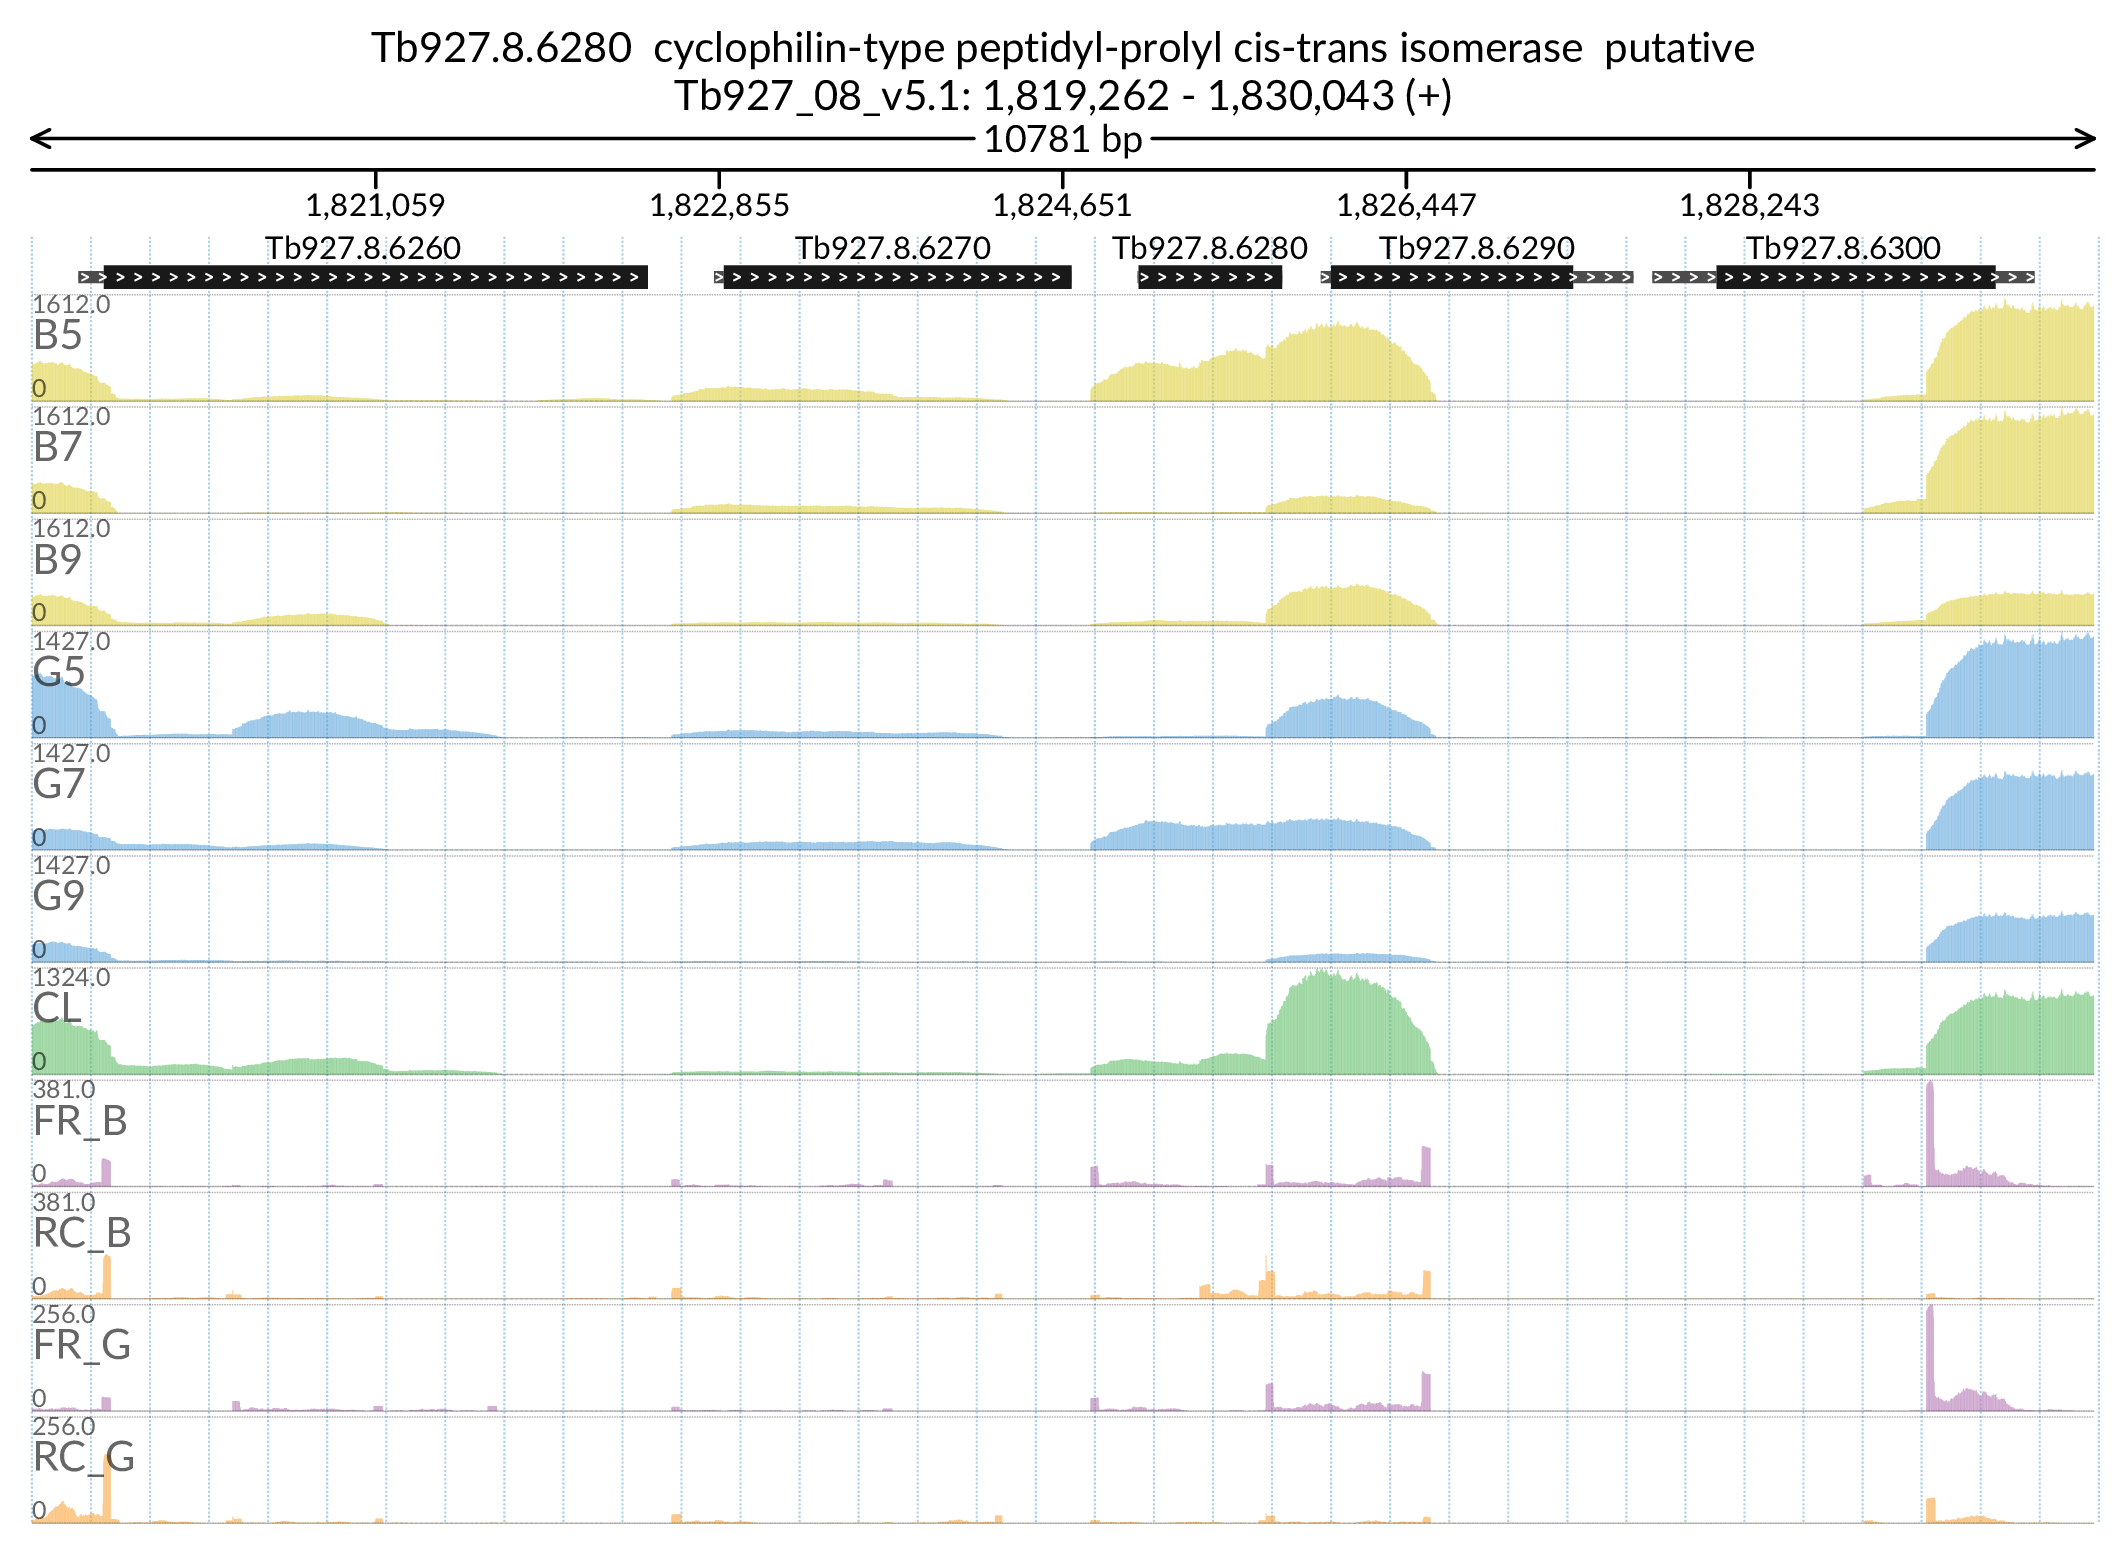 Tb927.8.6280  cyclophilin-type peptidyl-prolyl cis-trans isomerase  putative
Tb927_08_v5.1: 1,819,262 - 1,830,043 (+)
10781 bp
1,821,059 1,822,855 1,824,651 1,826,447 1,828,243
Tb927.8.6260 Tb927.8.6270 Tb927.8.6280 Tb927.8.6290 Tb927.8.6300
1612.0
B5
0
1612.0
B7
0
1612.0
B9
0
1427.0
G5
0
1427.0
G7
0
1427.0
G9
0
1324.0
CL
0
381.0
FR_B
0
381.0
RC_B
0
256.0
FR_G
0
256.0
RC_G
0